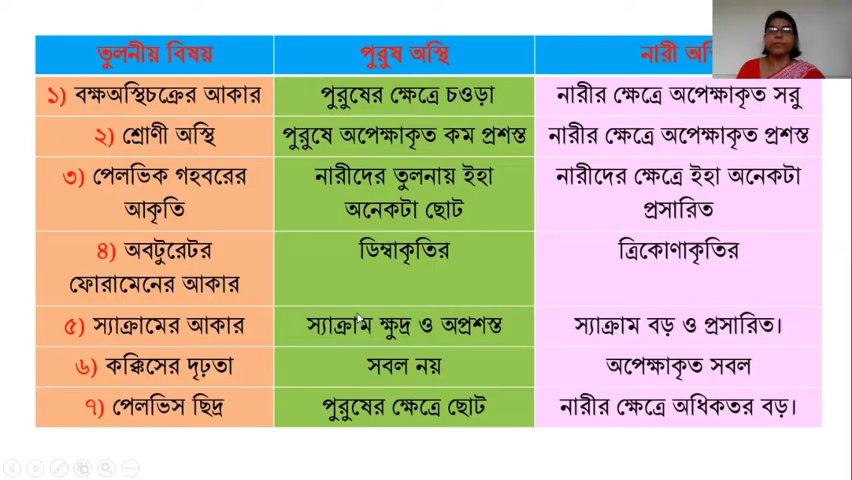 তুলনীয় বিষয় পুরুষ অস্থি নারী
১) বক্ষঅস্থিচক্রের আকার পুরুষের ক্ষেত্রে চওড়া নারীর ক্ষেত্রে অপেক্ষাকৃত সরু
২) শ্রোণী অস্থি পুরুষে অপেক্ষাকৃত কম প্রশস্ত নারীর ক্ষেত্রে অপেক্ষাকৃত প্রশস্ত
৩) পেলভিক গহবরের নারীদের তুলনায় ইহা নারীদের ক্ষেত্রে ইহা অনেকটা
আকৃতি অনেকটা ছোট প্রসারিত
৪) অবটুরেটর ডিম্বাকৃতির ত্রিকোণাকৃতির
ফোরামেনের আকার
৫) স্যাক্রামের আকার স্যাক্রাম ক্ষুদ্র ও অপ্রশস্ত স্যাক্রাম বড় ও প্রসারিত।
৬) কক্কিসের দৃঢ়তা সবল নয় অপেক্ষাকৃত সবল
৭) পেলভিস ছিদ্র পুরুষের ক্ষেত্রে ছোট নারীর ক্ষেত্রে অধিকতর বড়।